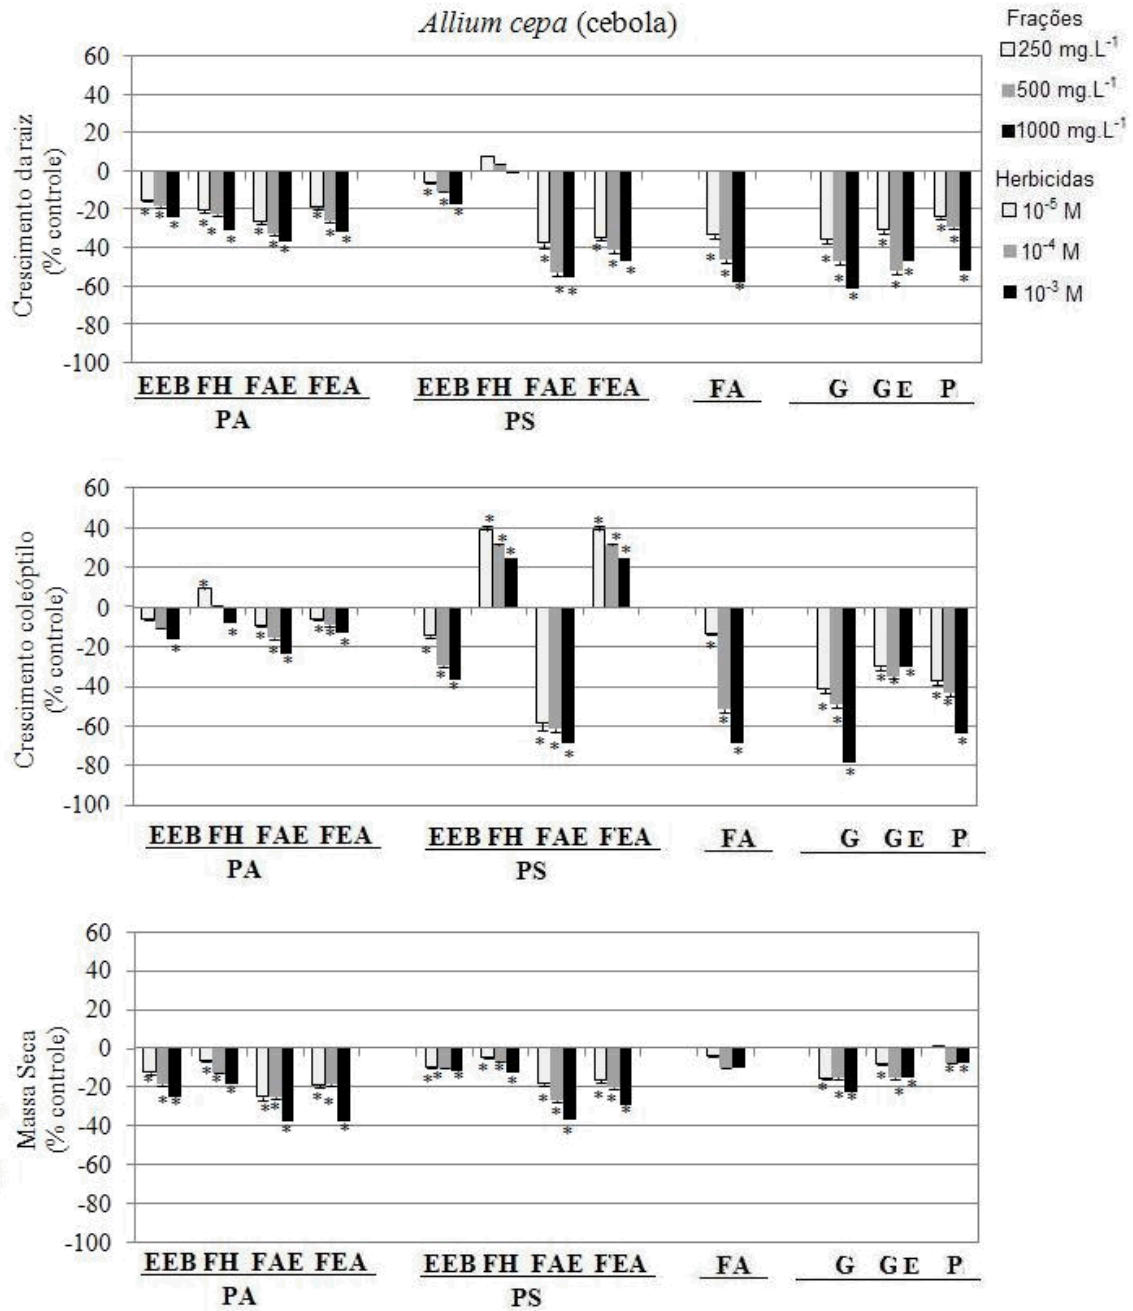 Allium cepa (cebola)
Frações
250 mg.L-1
500 mg.L-1
1000 mg.L-1
Herbicidas
10-5 M
10-4 M
10-3 M
Crescimento da raiz
(% controle)
60
40
20
0
-20
-40
-60
-80
-100
EEB FH FAE FEA
PA
EEB FH FAE FEA
PS
FA
G GE P
Crescimento coleóptilo
(% controle)
60
40
20
0
-20
-40
-60
-80
-100
EEB FH FAE FEA
PA
EEB FH FAE FEA
PS
FA
G GE P
Massa Seca
(% controle)
60
40
20
0
-20
-40
-60
-80
-100
EEB FH FAE FEA
PA
EEB FH FAE FEA
PS
FA
G GE P